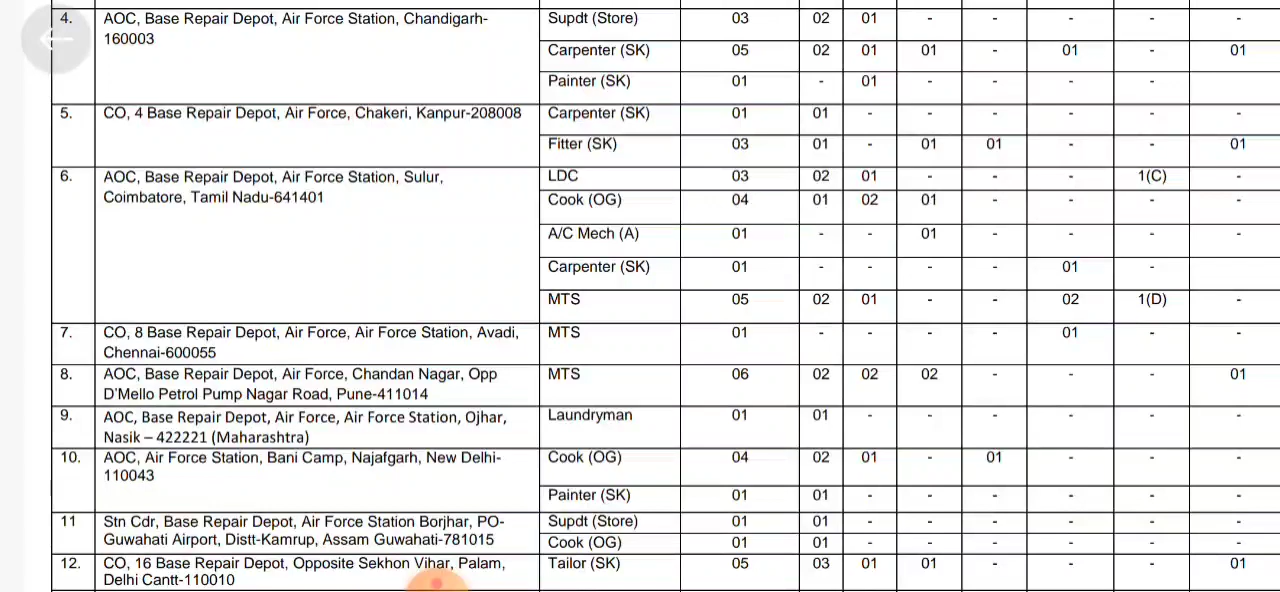 4. AOC, Base Repair Depot, Air Force Station, Chandigarh- Supdt (Store) 03 02 01 - - - - -
160003
Carpenter (SK) 05 02 01 01 - 01 - 01
Painter (SK) 01 - 01 - - - -
5. CO, 4 Base Repair Depot, Air Force, Chakeri, Kanpur-208008 Carpenter (SK) 01 01 - - - - - -
Fitter (SK) 03 01 - 01 01 - - 01
6. AOC, Base Repair Depot, Air Force Station, Sulur, LDC 03 02 01 - - - 1(C) -
Coimbatore, Tamil Nadu-641401 Cook (OG) 04 01 02 01 - - - -
A/C Mech (A) 01 - - 01 - - -
Carpenter (SK) 01 - - - - 01 -
MTS 05 02 01 - - 02 1(D) -
7. CO, 8 Base Repair Depot, Air Force, Air Force Station, Avadi, MTS 01 - - - - 01 - -
Chennai-600055
8. AOC, Base Repair Depot, Air Force, Chandan Nagar, Opp MTS 06 02 02 02 - - - 01
D'Mello Petrol Pump Nagar Road, Pune-411014
9. AOC, Base Repair Depot, Air Force, Air Force Station, Ojhar, Laundryman 01 01 - - - - - -
Nasik – 422221 (Maharashtra)
10. AOC, Air Force Station, Bani Camp, Najafgarh, New Delhi- Cook (OG) 04 02 01 - 01 - - -
110043
Painter (SK) 01 01 - - - - - -
11 Stn Cdr, Base Repair Depot, Air Force Station Borjhar, PO- Supdt (Store) 01 01 - - - - - -
Guwahati Airport, Distt-Kamrup, Assam Guwahati-781015 Cook (OG) 01 01 - - - - - -
12. CO, 16 Base Repair Depot, Opposite Sekhon Vihar, Palam, Tailor (SK) 05 03 01 01 - - - 01
Delhi Cantt-110010